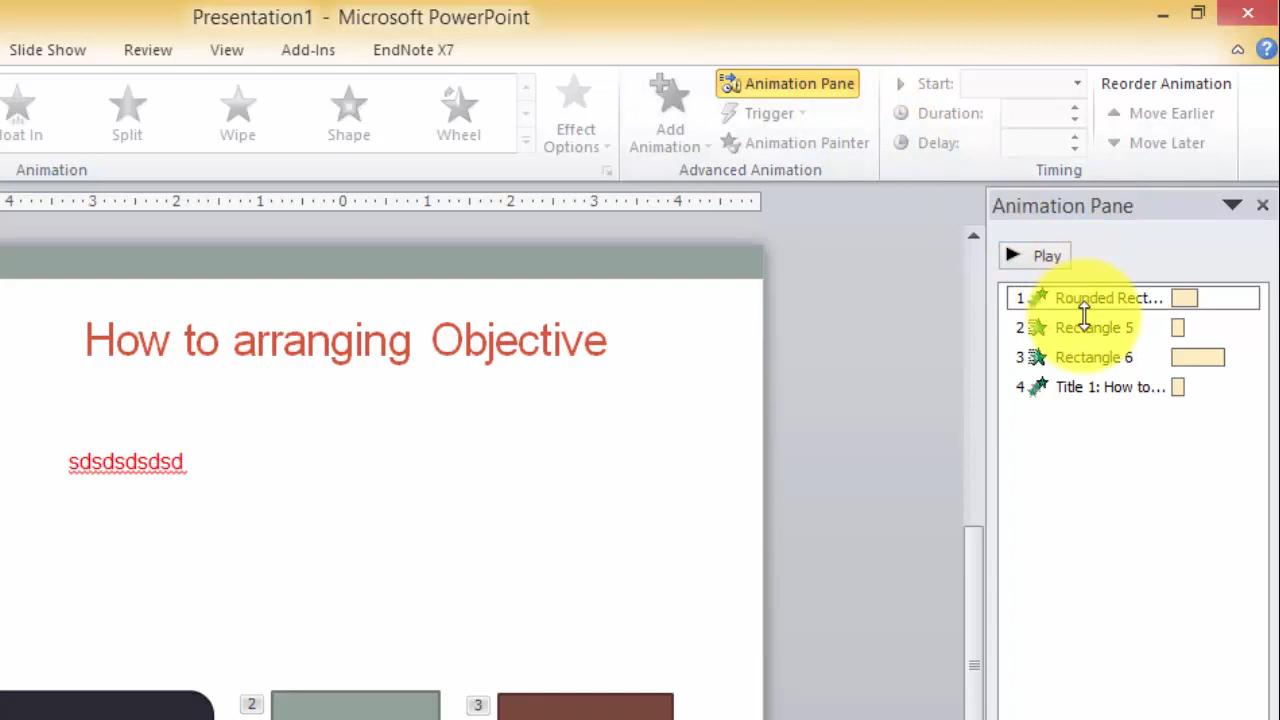 Presentation1 - Microsoft PowerPoint
Slide Show Review View Add-Ins EndNote X7
Split Wipe Shape Wheel
Effect
Options
Add
Animation
Animation Pane
Trigger
Animation Painter
Start:
Duration:
Delay:
Reorder Animation
Move Earlier
Move Later
Animation Advanced Animation Timing
4 3 2 1 0 1 2 3 4
Animation Pane
Play
1 Rounded Rect...
2 Rectangle 5
3 Rectangle 6
4 Title 1: How to...
How to arranging Objective
sdsdsdsdsd
2 3